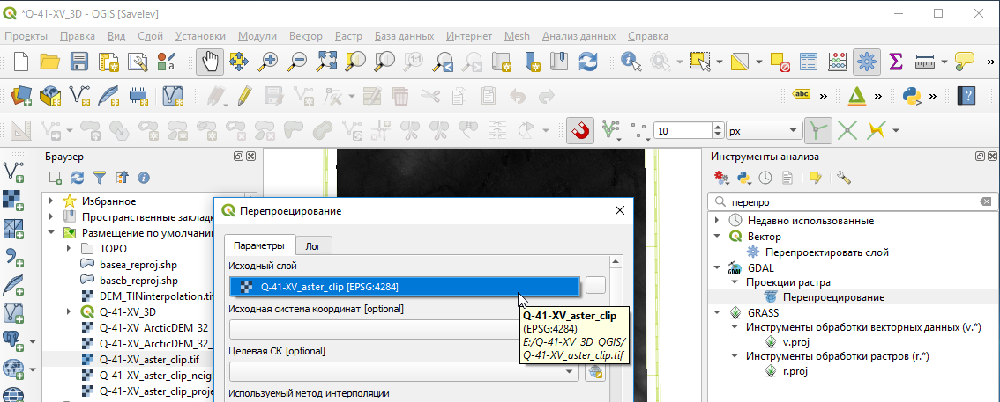 *Q-41-XV_3D - QGIS [Savelev]
Проекты Правка Вид Слой Установки Модули Вектор Растр База данных Интернет Mesh Анализ данных Справка
1:1
abc
10 px
Браузер
Инструменты анализа
Избранное
Пространственные заклад
Размещение по умолчани
TOPO
basea_reproj.shp
baseb_reproj.shp
DEM_TINinterpolation.tif
Q-41-XV_3D
Q-41-XV_ArcticDEM_32_
Q-41-XV_ArcticDEM_32_
Q-41-XV_aster_clip.tif
Q-41-XV_aster_clip_neigh
Q-41-XV_aster_clip_proje
Перепроецирование
Параметры Лог
Исходный слой
Q-41-XV_aster_clip [EPSG:4284]
...
Исходная система координат [optional]
Целевая СК [optional]
Используемый метод интерполяции
Q-41-XV_aster_clip
(EPSG:4284)
E:/Q-41-XV_3D_QGIS/
Q-41-XV_aster_clip.tif
перепро
Недавно использованные
Вектор
Перепроектировать слой
GDAL
Проекции растра
Перепроецирование
GRASS
Инструменты обработки векторных данных (v.*)
v.proj
Инструменты обработки растров (r.*)
r.proj